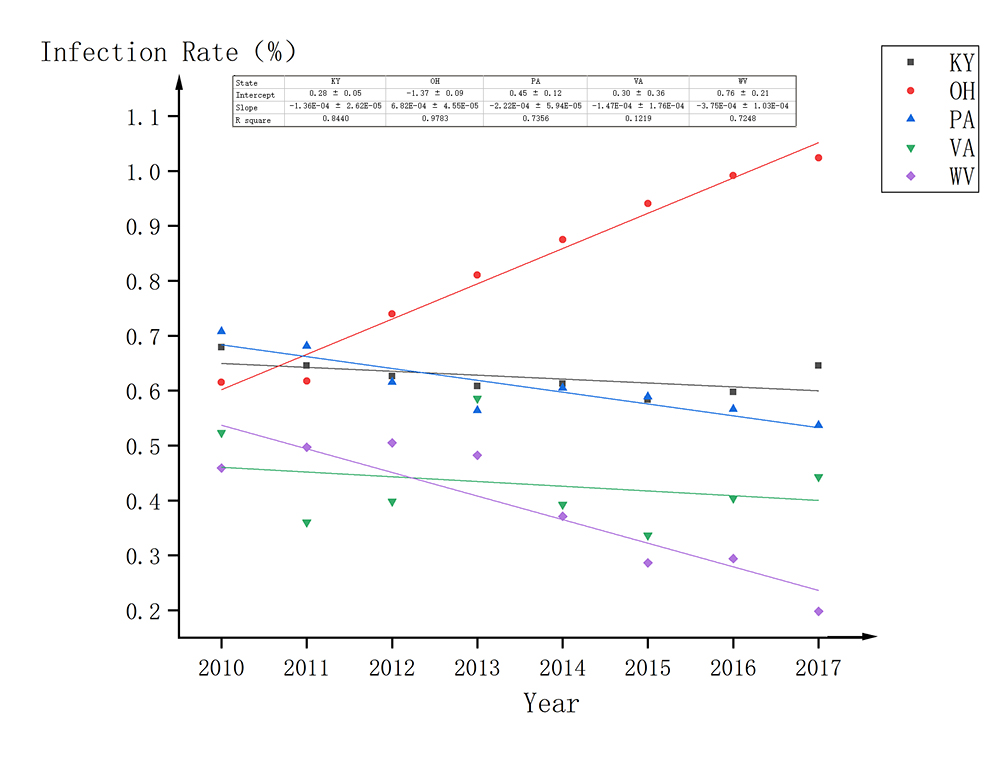 Infection Rate (%)
State KY OH PA VA WV
Intercept 0.28 ± 0.05 -1.37 ± 0.09 0.45 ± 0.12 0.30 ± 0.36 0.76 ± 0.21
Slope -1.36E-04 ± 2.62E-05 6.82E-04 ± 4.55E-05 -2.22E-04 ± 5.94E-05 -1.47E-04 ± 1.76E-04 -3.75E-04 ± 1.03E-04
R square 0.8440 0.9783 0.7356 0.1219 0.7248
KY
OH
PA
VA
WV
1.1
1.0
0.9
0.8
0.7
0.6
0.5
0.4
0.3
0.2
2010 2011 2012 2013 2014 2015 2016 2017
Year